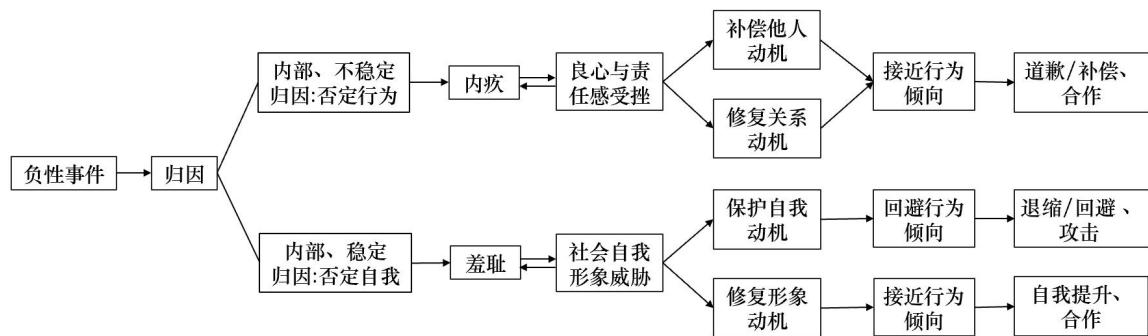 负性事件
归因
内部、不稳定
归因:否定行为
内疚
良心与责
任感受挫
补偿他人
动机
修复关系
动机
接近行为
倾向
道歉/补偿、
合作
内部、稳定
归因:否定自我
羞耻
社会自我
形象威胁
保护自我
动机
回避行为
倾向
退缩/回避、
攻击
修复形象
动机
接近行为
倾向
自我提升、
合作